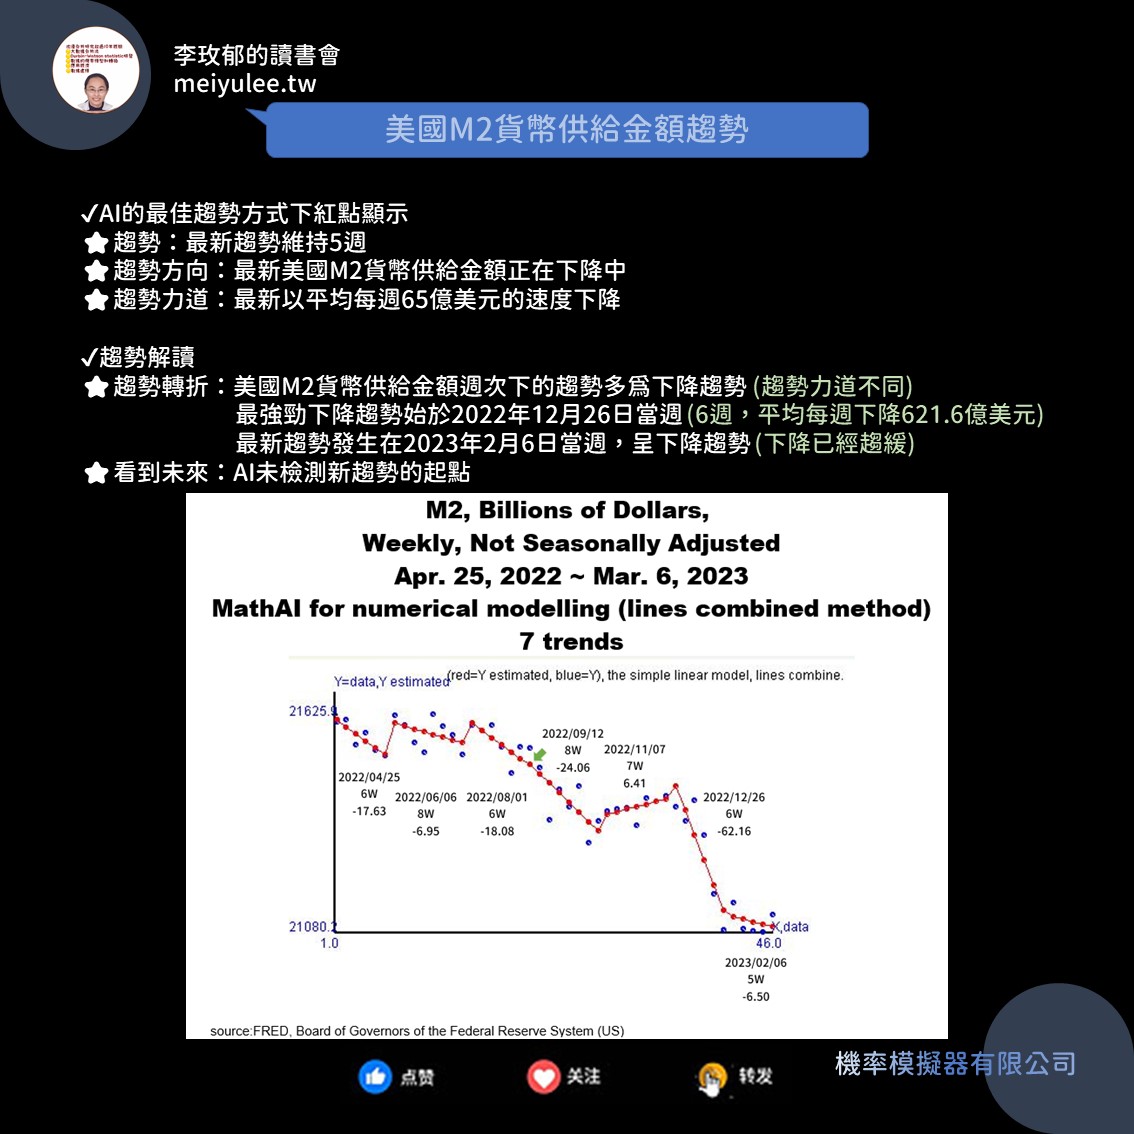 李玫郁的讀書會
meiyulee.tw
美國M2貨幣供給金額趨勢
✓AI的最佳趨勢方式下紅點顯示
★趨勢：最新趨勢維持5週
★趨勢方向：最新美國M2貨幣供給金額正在下降中
★趨勢力道：最新以平均每週65億美元的速度下降
✓趨勢解讀
★趨勢轉折：美國M2貨幣供給金額週次下的趨勢多為下降趨勢 (趨勢力道不同)
最強勁下降趨勢始於2022年12月26日當週 (6週，平均每週下降621.6億美元)
最新趨勢發生在2023年2月6日當週，呈下降趨勢 (下降已經趨緩)
★看到未來：AI未檢測新趨勢的起點
M2, Billions of Dollars,
Weekly, Not Seasonally Adjusted
Apr. 25, 2022 ~ Mar. 6, 2023
MathAI for numerical modelling (lines combined method)
7 trends
(red=Y estimated, blue=Y), the simple linear model, lines combine.
Y=data,Y estimated
21625.9
2022/04/25
6W
-17.63
2022/06/06
8W
-6.95
2022/08/01
6W
-18.08
2022/09/12
8W
-24.06
2022/11/07
7W
6.41
2022/12/26
6W
-62.16
21080.2
X,data
1.0
46.0
2023/02/06
5W
-6.50
source:FRED, Board of Governors of the Federal Reserve System (US)
機率模擬器有限公司
点赞
关注
转发